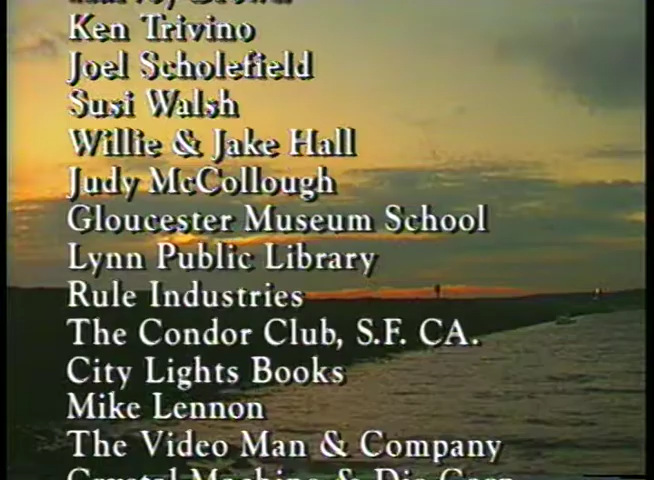 Ken Trivino
Joel Scholefield
Susi Walsh
Willie & Jake Hall
Judy McCollough
Gloucester Museum School
Lynn Public Library
Rule Industries
The Condor Club, S.F. CA.
City Lights Books
Mike Lennon
The Video Man & Company